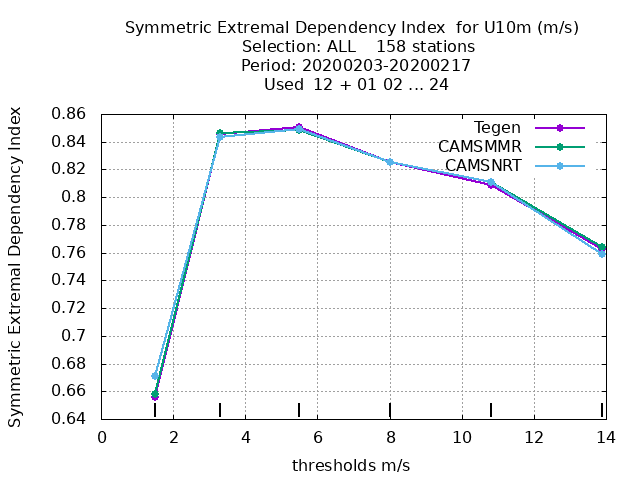 Symmetric Extremal Dependency Index  for U10m (m/s)
Selection: ALL    158 stations
Period: 20200203-20200217
Used  12 + 01 02 ... 24
Symmetric Extremal Dependency Index
0.86
0.84
0.82
0.8
0.78
0.76
0.74
0.72
0.7
0.68
0.66
0.64
Tegen
CAMSMMR
CAMSNRT
0 2 4 6 8 10 12 14
thresholds m/s